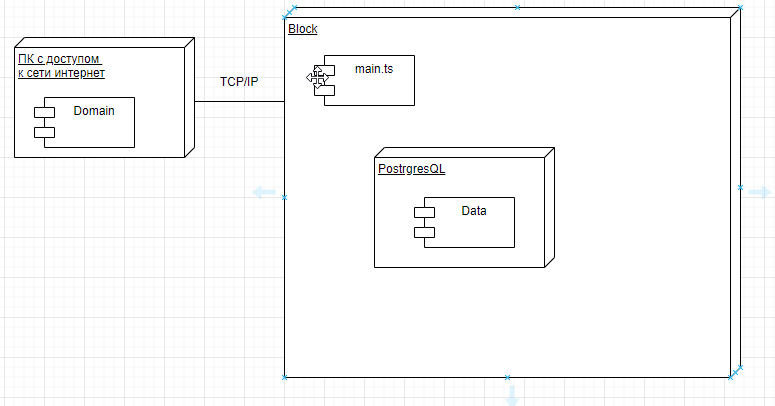 Block
ПК с доступом
к сети интернет
main.ts
TCP/IP
Domain
PostrgresQL
Data